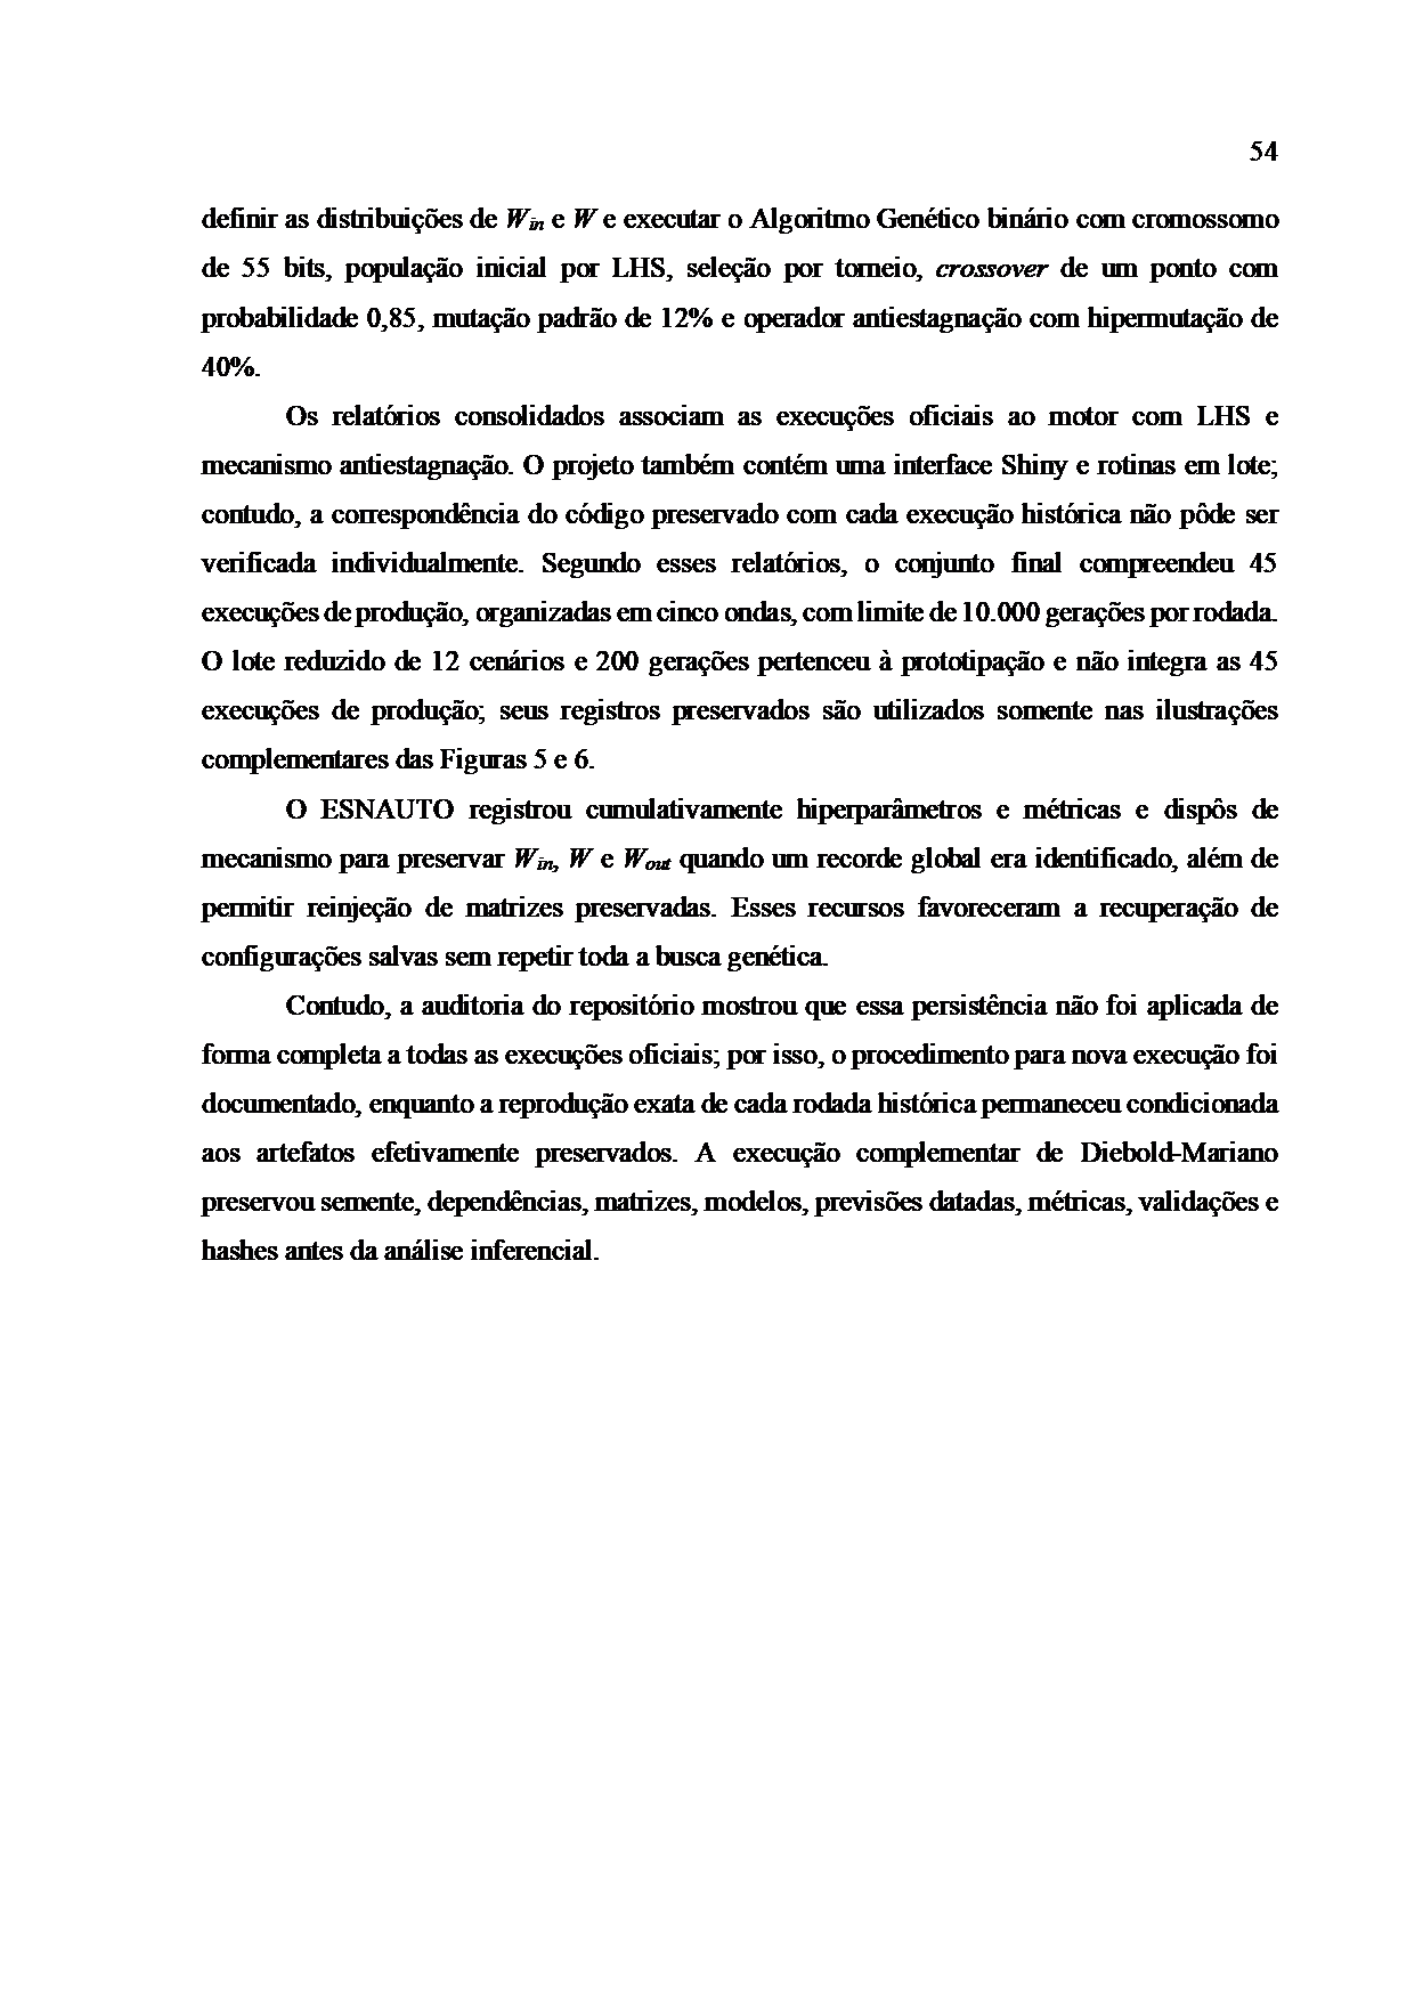 54
definir as distribuições de W_in e W e executar o Algoritmo Genético binário com cromossomo
de 55 bits, população inicial por LHS, seleção por torneio, crossover de um ponto com
probabilidade 0,85, mutação padrão de 12% e operador antiestagnação com hipermutação de
40%.
Os relatórios consolidados associam as execuções oficiais ao motor com LHS e
mecanismo antiestagnação. O projeto também contém uma interface Shiny e rotinas em lote;
contudo, a correspondência do código preservado com cada execução histórica não pôde ser
verificada individualmente. Segundo esses relatórios, o conjunto final compreendeu 45
execuções de produção, organizadas em cinco ondas, com limite de 10.000 gerações por rodada.
O lote reduzido de 12 cenários e 200 gerações pertenceu à prototipação e não integra as 45
execuções de produção; seus registros preservados são utilizados somente nas ilustrações
complementares das Figuras 5 e 6.
O ESNAUTO registrou cumulativamente hiperparâmetros e métricas e dispôs de
mecanismo para preservar W_in, W e W_out quando um recorde global era identificado, além de
permitir reinjeção de matrizes preservadas. Esses recursos favoreceram a recuperação de
configurações salvas sem repetir toda a busca genética.
Contudo, a auditoria do repositório mostrou que essa persistência não foi aplicada de
forma completa a todas as execuções oficiais; por isso, o procedimento para nova execução foi
documentado, enquanto a reprodução exata de cada rodada histórica permaneceu condicionada
aos artefatos efetivamente preservados. A execução complementar de Diebold-Mariano
preservou semente, dependências, matrizes, modelos, previsões datadas, métricas, validações e
hashes antes da análise inferencial.